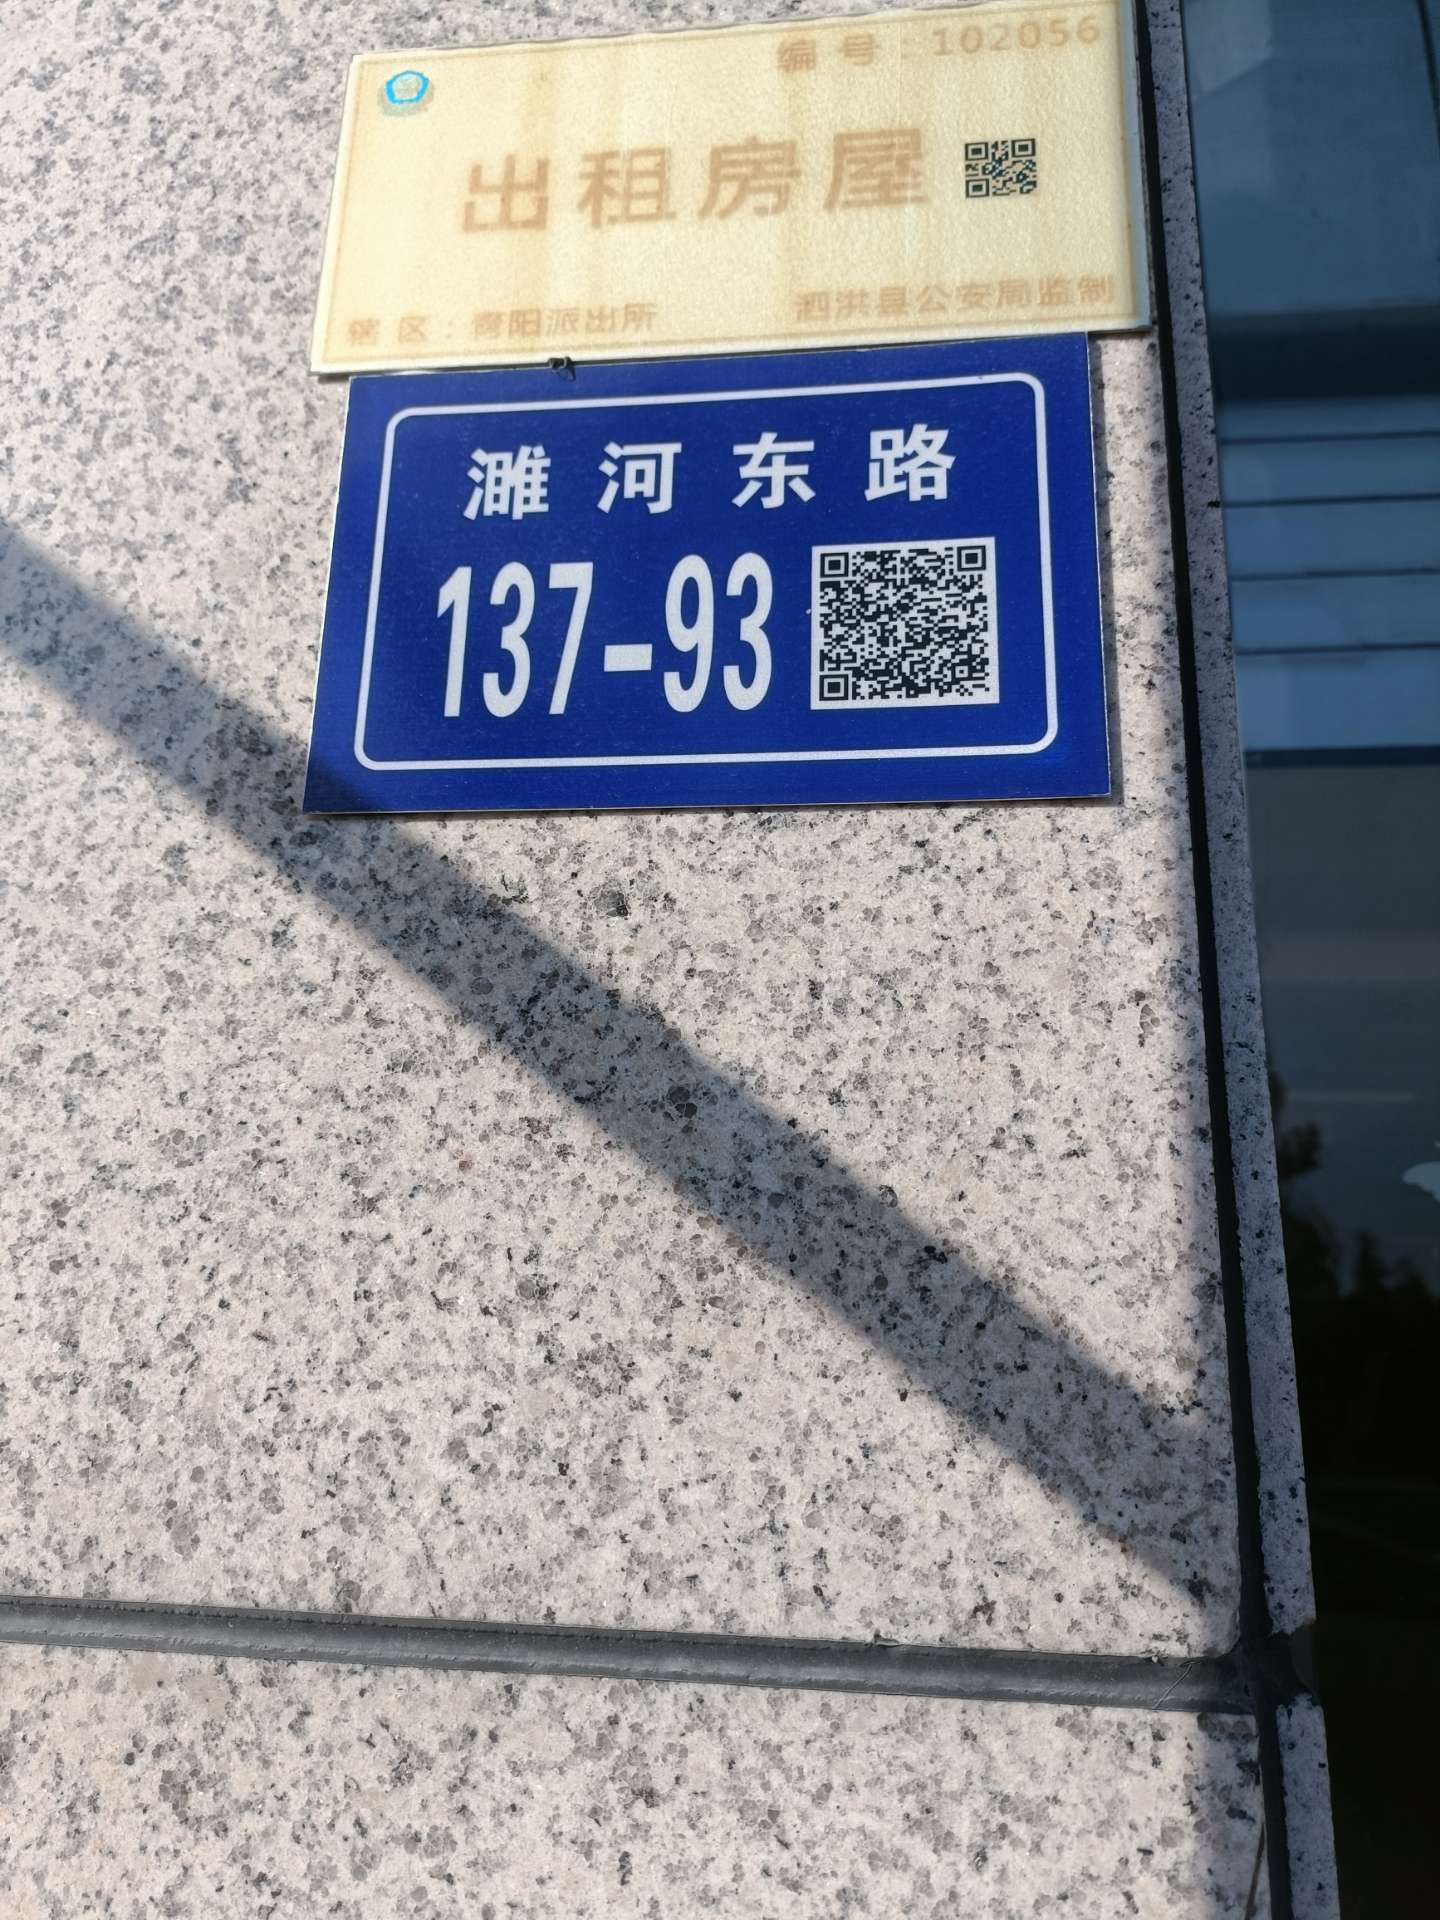 编号 102056
出租房屋
辖区：青阳派出所 泗洪县公安局监制
濉河东路
137-93